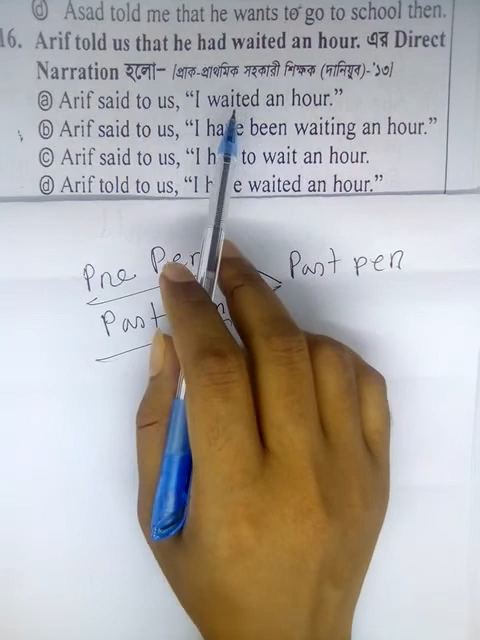 ⓓ Asad told me that he wants to go to school then.
16. Arif told us that he had waited an hour. এর Direct
Narration হলো– [প্রাক-প্রাথমিক সহকারী শিক্ষক (দানিয়ুব)-'১৩]
ⓐ Arif said to us, “I waited an hour.”
ⓑ Arif said to us, “I have been waiting an hour.”
ⓒ Arif said to us, “I to wait an hour.
ⓓ Arif told to us, “I have waited an hour.”
Pre Per Past per
Past